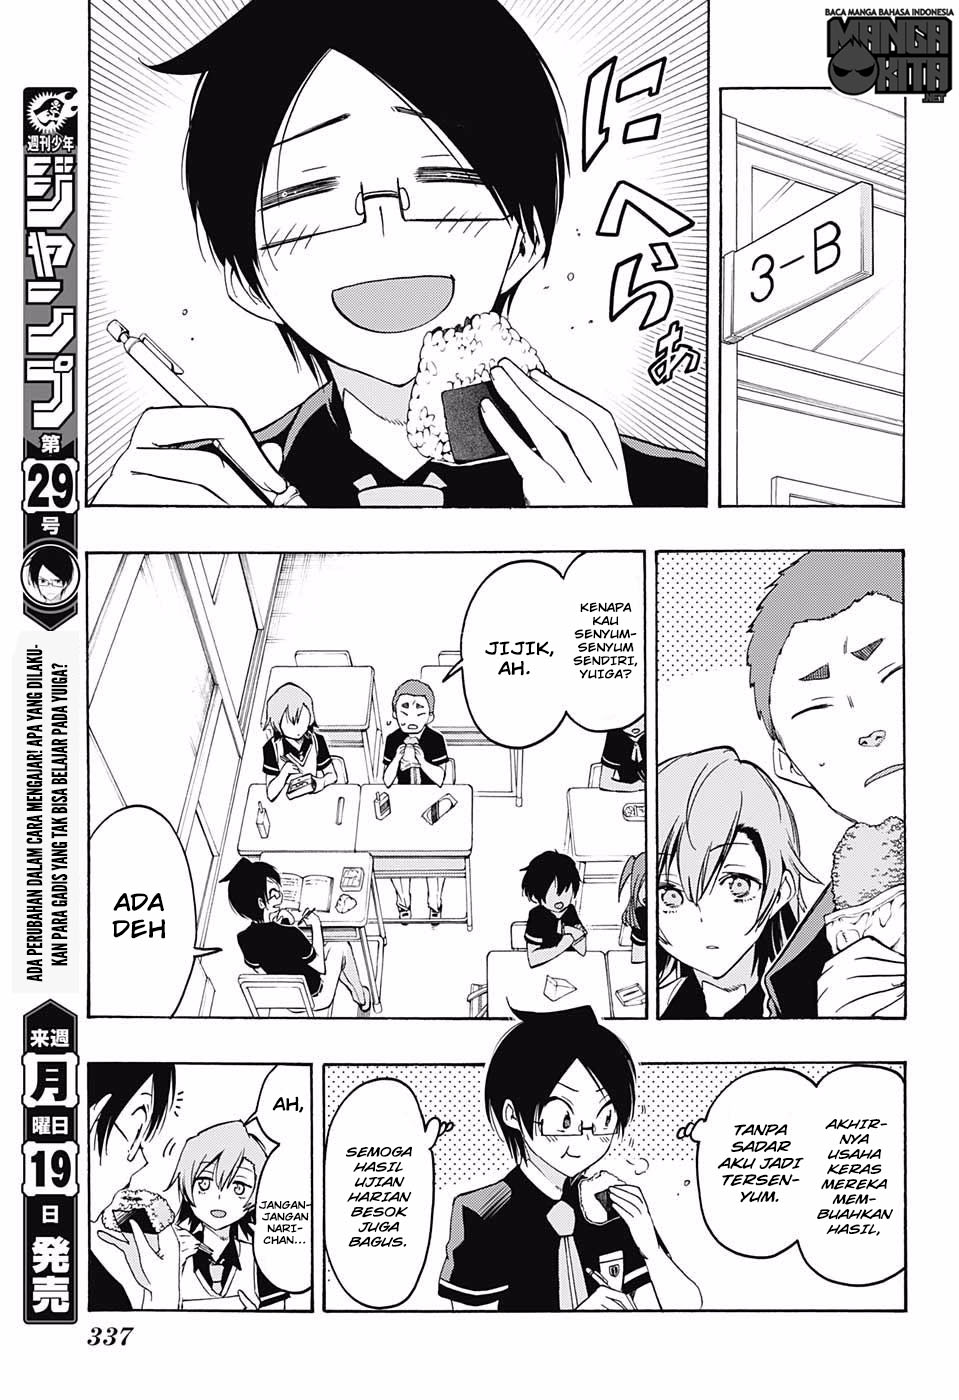 BACA MANGA BAHASA INDONESIA
MANGA
KITA
.NET
3-B
にへらぁ
週刊少年
ジャンプ
第
29
号
ADA PERUBAHAN DALAM CARA MENGAJAR! APA YANG DILAKU-
KAN PARA GADIS YANG TAK BISA BELAJAR PADA YUIGA?
来週
月
曜日
19
日
発売
KENAPA
KAU
SENYUM-
SENYUM
SENDIRI,
YUIGA?
JIJIK,
AH.
ADA
DEH
AKHIR-
NYA
USAHA
KERAS
MEREKA
MEM-
BUAHKAN
HASIL,
TANPA
SADAR
AKU JADI
TERSEN-
YUM.
SEMOGA
HASIL
UJIAN
HARIAN
BESOK
JUGA
BAGUS.
AH,
JANGAN-
JANGAN
NARI-
CHAN...
337